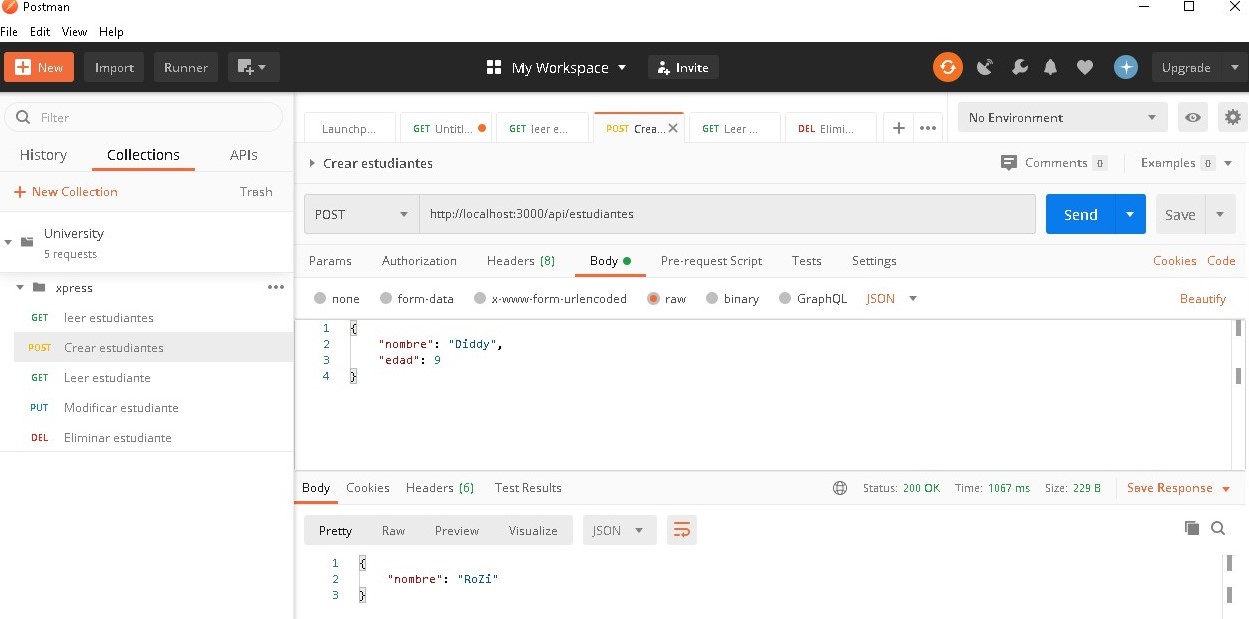 Postman
File Edit View Help
New Import Runner My Workspace Invite Upgrade
Filter
History Collections APIs
New Collection Trash
University
5 requests
xpress
GET leer estudiantes
POST Crear estudiantes
GET Leer estudiante
PUT Modificar estudiante
DEL Eliminar estudiante
Launchp... GET Untitl... GET leer e... POST Crea... GET Leer ... DEL Elimi... No Environment
Crear estudiantes Comments 0 Examples 0
POST http://localhost:3000/api/estudiantes Send Save
Params Authorization Headers (8) Body Pre-request Script Tests Settings Cookies Code
none form-data x-www-form-urlencoded raw binary GraphQL JSON Beautify
1 {
2 "nombre": "Diddy",
3 "edad": 9
4 }
Body Cookies Headers (6) Test Results Status: 200 OK Time: 1067 ms Size: 229 B Save Response
Pretty Raw Preview Visualize JSON
1 {
2 "nombre": "RoZi"
3 }